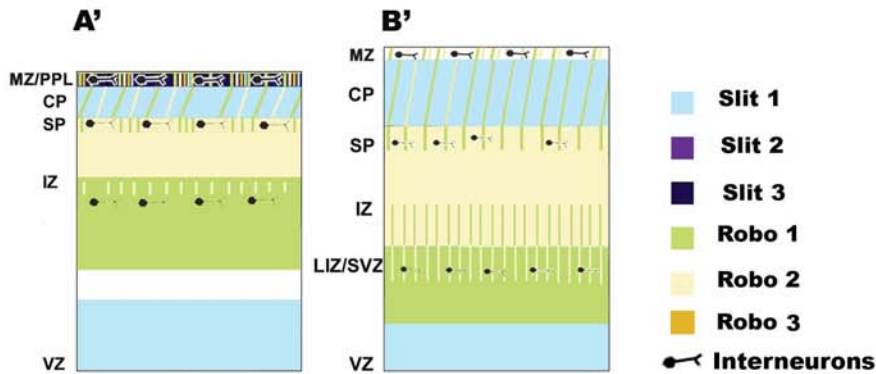 A’
B’
MZ/PPL
CP
SP
IZ
VZ
MZ
CP
SP
IZ
LIZ/SVZ
VZ
Slit 1
Slit 2
Slit 3
Robo 1
Robo 2
Robo 3
Interneurons